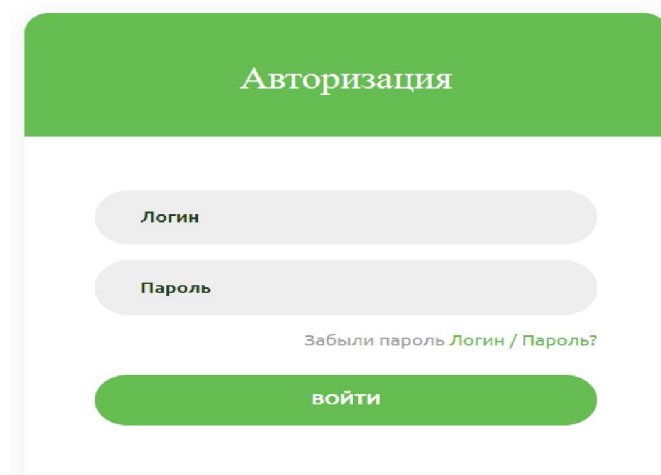 Авторизация
Логин
Пароль
Забыли пароль Логин / Пароль?
ВОЙТИ